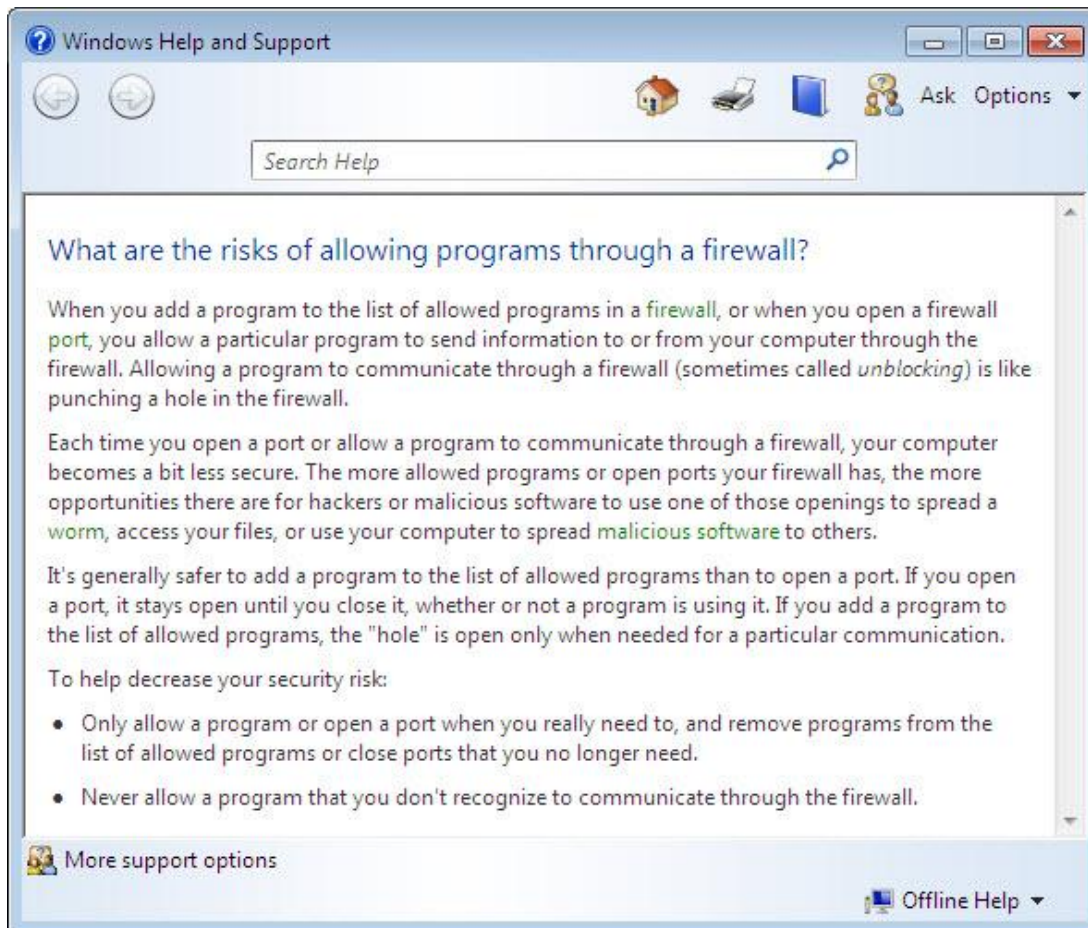 Windows Help and Support
Ask Options
Search Help
What are the risks of allowing programs through a firewall?
When you add a program to the list of allowed programs in a firewall, or when you open a firewall
port, you allow a particular program to send information to or from your computer through the
firewall. Allowing a program to communicate through a firewall (sometimes called unblocking) is like
punching a hole in the firewall.
Each time you open a port or allow a program to communicate through a firewall, your computer
becomes a bit less secure. The more allowed programs or open ports your firewall has, the more
opportunities there are for hackers or malicious software to use one of those openings to spread a
worm, access your files, or use your computer to spread malicious software to others.
It's generally safer to add a program to the list of allowed programs than to open a port. If you open
a port, it stays open until you close it, whether or not a program is using it. If you add a program to
the list of allowed programs, the "hole" is open only when needed for a particular communication.
To help decrease your security risk:
• Only allow a program or open a port when you really need to, and remove programs from the
list of allowed programs or close ports that you no longer need.
• Never allow a program that you don't recognize to communicate through the firewall.
More support options
Offline Help